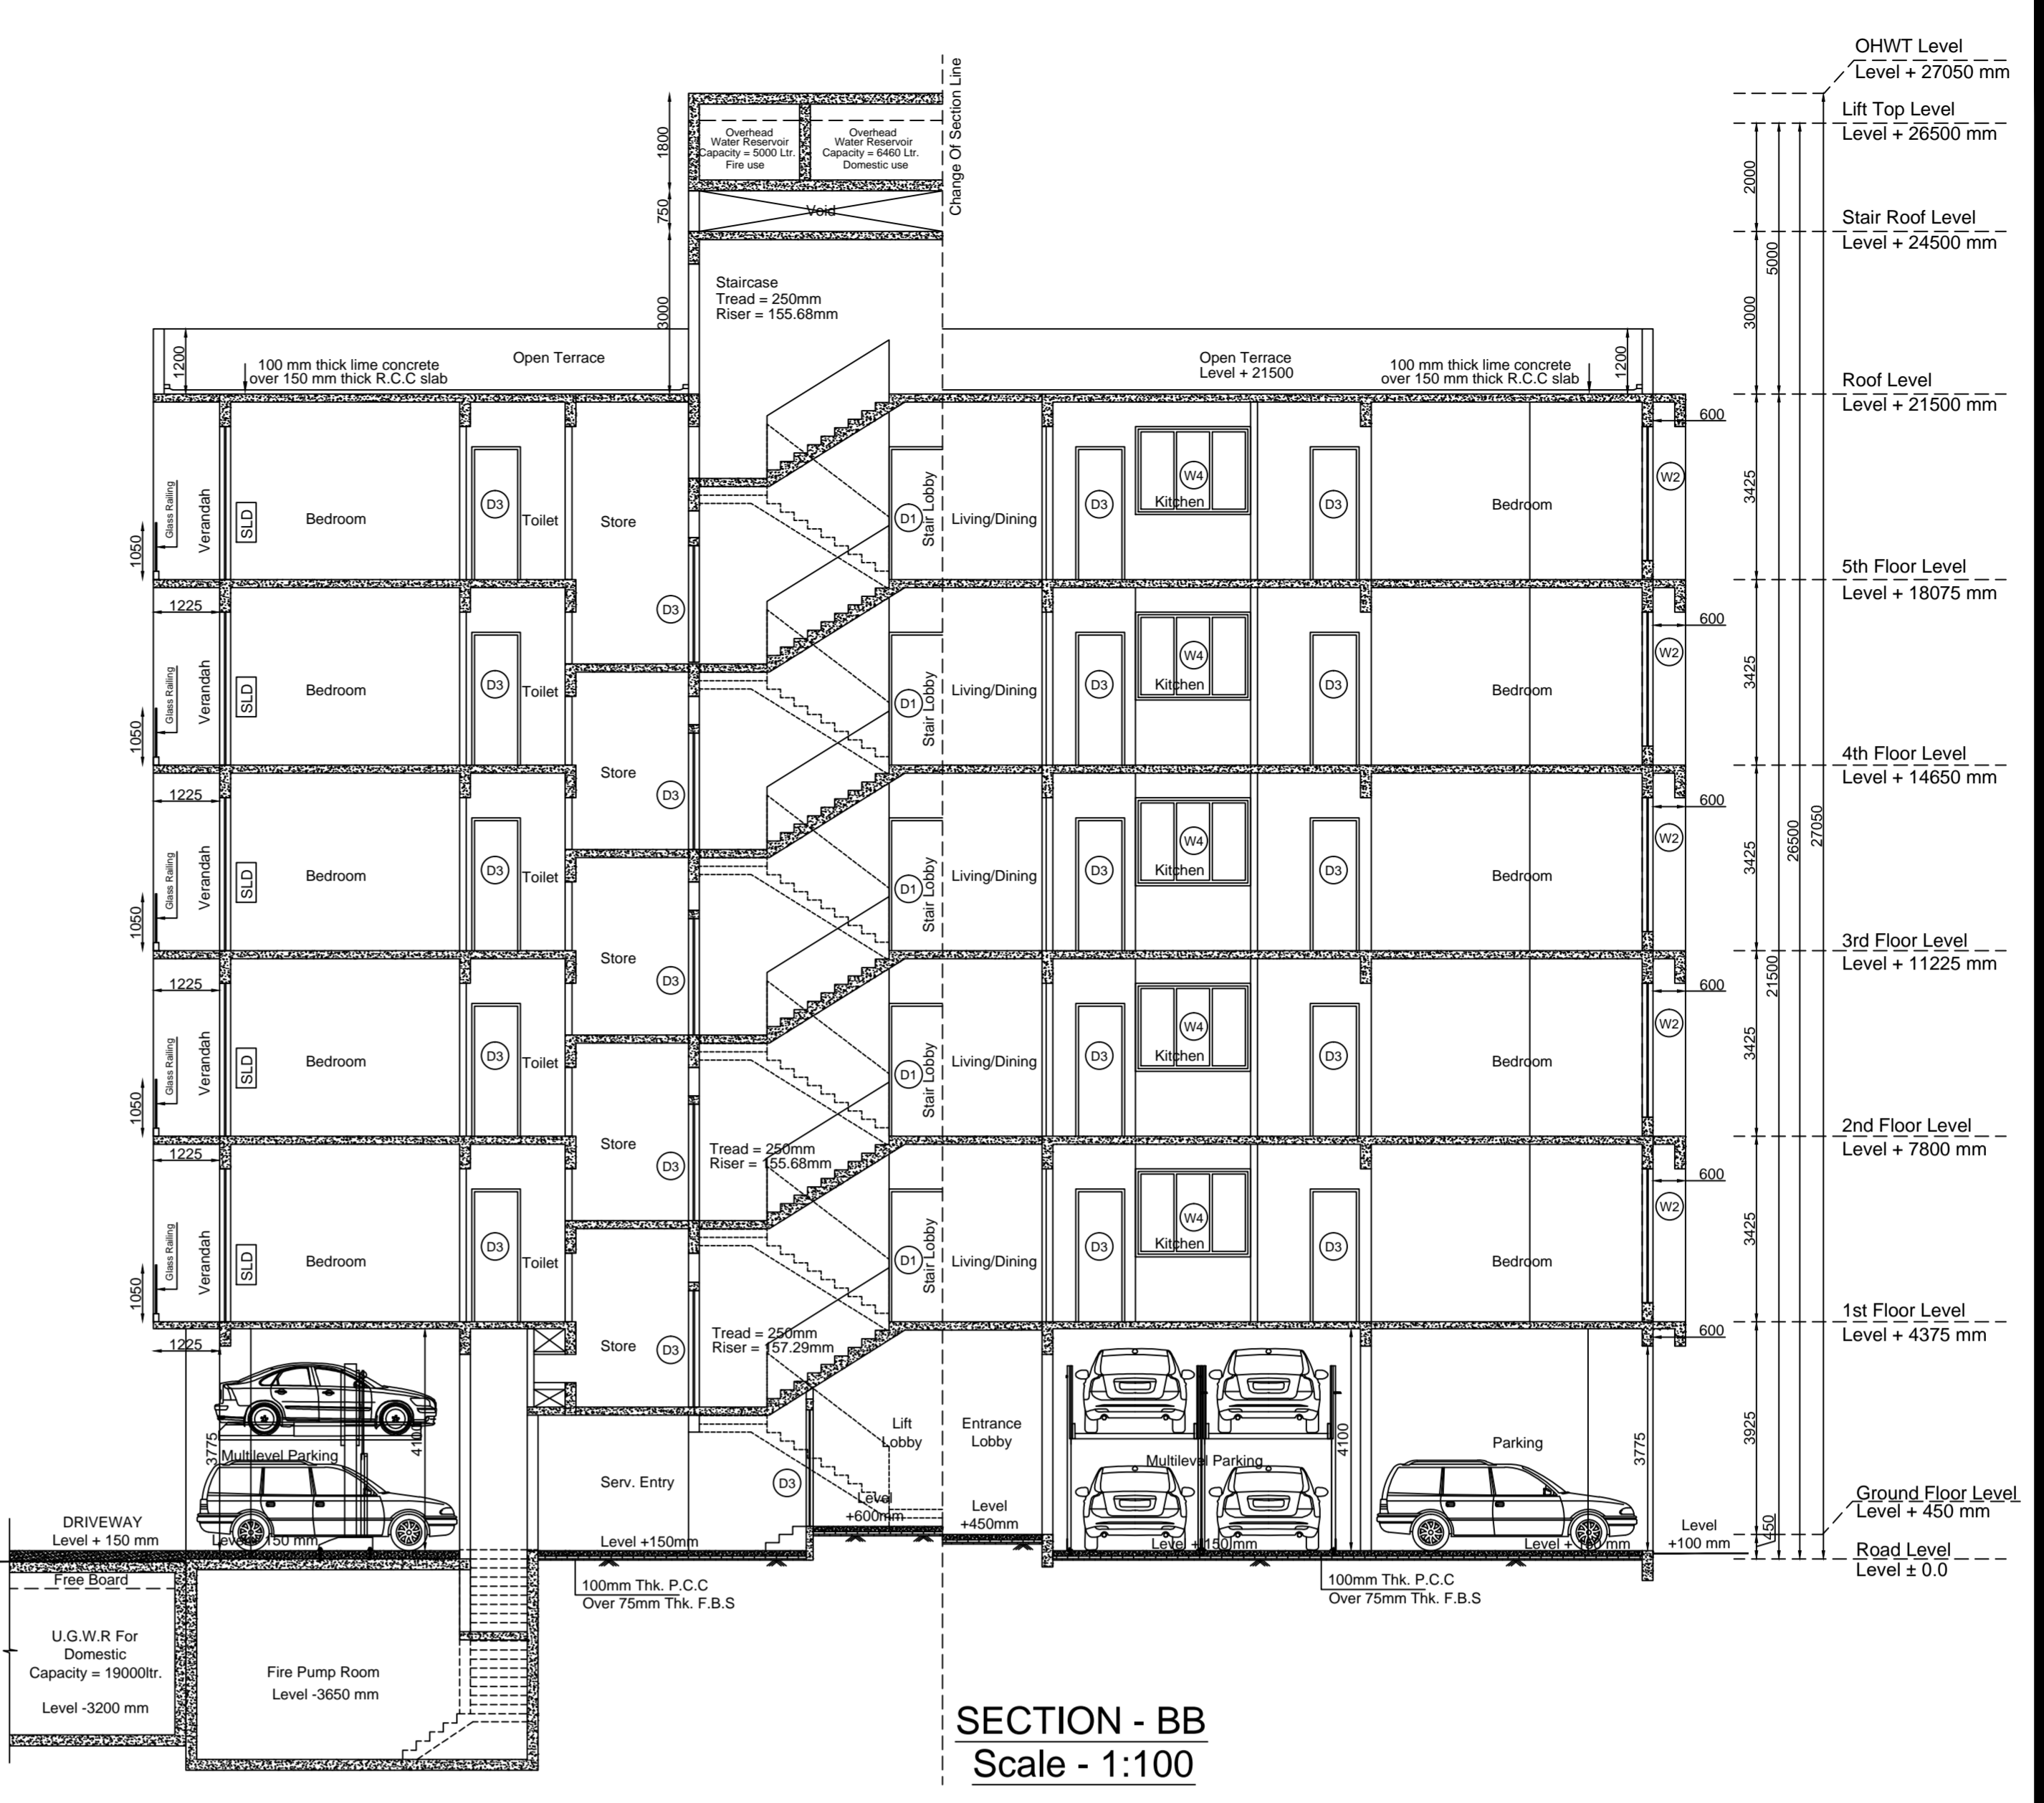 OHWT Level
Level + 27050 mm
Lift Top Level
Level + 26500 mm
Change Of Section Line
1800
Overhead
Water Reservoir
Capacity = 5000 Ltr.
Fire use
Overhead
Water Reservoir
Capacity = 6460 Ltr.
Domestic use
2000
750
Void
Stair Roof Level
Level + 24500 mm
5000
3000
Staircase
Tread = 250mm
Riser = 155.68mm
3000
1200
100 mm thick lime concrete
over 150 mm thick R.C.C slab
Open Terrace
Open Terrace
Level + 21500
100 mm thick lime concrete
over 150 mm thick R.C.C slab
1200
Roof Level
Level + 21500 mm
600
1050
Glass Railing
Verandah
SLD
Bedroom
D3
Toilet
Store
D1
Stair Lobby
Living/Dining
D3
W4
Kitchen
D3
Bedroom
W2
3425
5th Floor Level
Level + 18075 mm
1225
D3
600
1050
Glass Railing
Verandah
SLD
Bedroom
D3
Toilet
D1
Stair Lobby
Living/Dining
D3
W4
Kitchen
D3
Bedroom
W2
3425
4th Floor Level
Level + 14650 mm
Store
D3
1225
600
1050
Glass Railing
Verandah
SLD
Bedroom
D3
Toilet
D1
Stair Lobby
Living/Dining
D3
W4
Kitchen
D3
Bedroom
W2
3425
26500
27050
3rd Floor Level
Level + 11225 mm
21500
Store
D3
1225
600
1050
Glass Railing
Verandah
SLD
Bedroom
D3
Toilet
D1
Stair Lobby
Living/Dining
D3
W4
Kitchen
D3
Bedroom
W2
3425
2nd Floor Level
Level + 7800 mm
Store
D3
Tread = 250mm
Riser = 155.68mm
1225
600
1050
Glass Railing
Verandah
SLD
Bedroom
D3
Toilet
D1
Stair Lobby
Living/Dining
D3
W4
Kitchen
D3
Bedroom
W2
3425
1st Floor Level
Level + 4375 mm
Store
D3
Tread = 250mm
Riser = 157.29mm
1225
600
3775
Multilevel Parking
4100
Serv. Entry
D3
Lift
Lobby
Entrance
Lobby
Multilevel Parking
4100
Parking
3775
3925
Level
+600mm
Level
+450mm
Ground Floor Level
Level + 450 mm
450
DRIVEWAY
Level + 150 mm
Level+150 mm
Level +150mm
Level +150mm
Level + 150 mm
Level
+100 mm
Road Level
Level ± 0.0
Free Board
100mm Thk. P.C.C
Over 75mm Thk. F.B.S
100mm Thk. P.C.C
Over 75mm Thk. F.B.S
U.G.W.R For
Domestic
Capacity = 19000ltr.
Level -3200 mm
Fire Pump Room
Level -3650 mm
SECTION - BB
Scale - 1:100